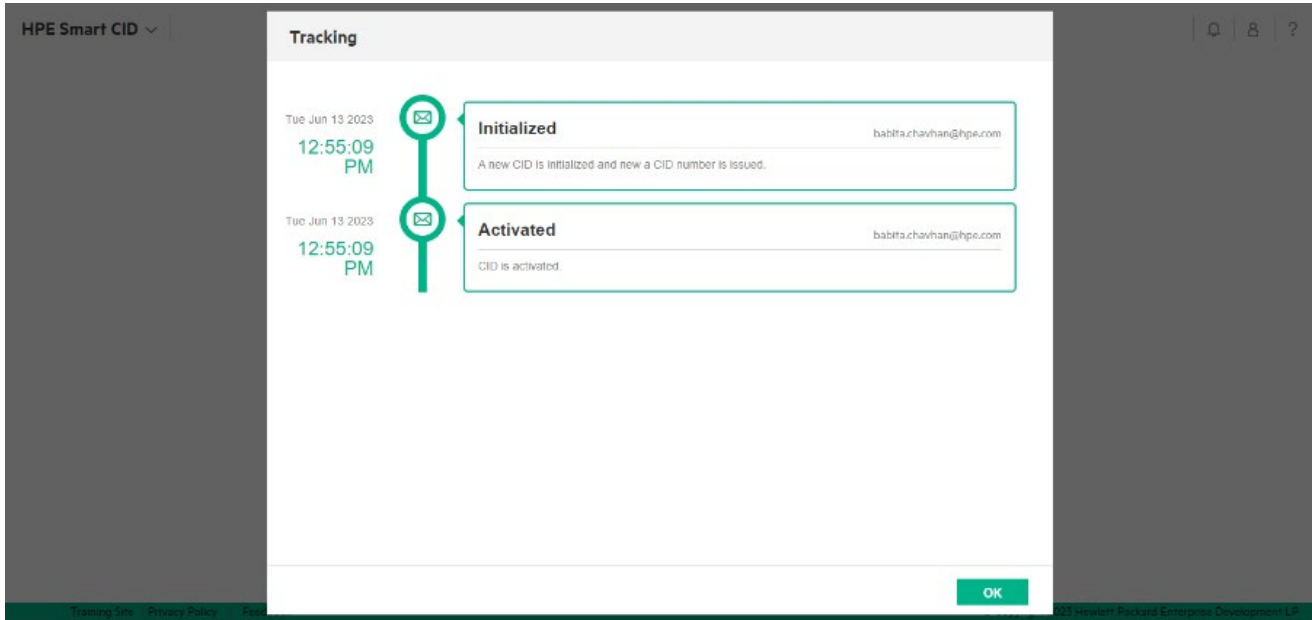 HPE Smart CID
?
Tracking
Tue Jun 13 2023
12:55:09
PM
Initialized
babita.chavhan@hpe.com
A new CID is initialized and new a CID number is issued.
Tue Jun 13 2023
12:55:09
PM
Activated
babita.chavhan@hpe.com
CID is activated.
OK
Training Site Privacy Policy
2023 Hewlett Packard Enterprise Development LP